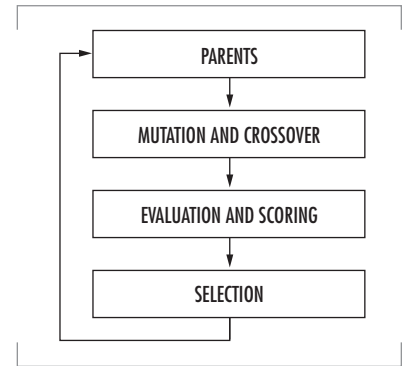 PARENTS
MUTATION AND CROSSOVER
EVALUATION AND SCORING
SELECTION